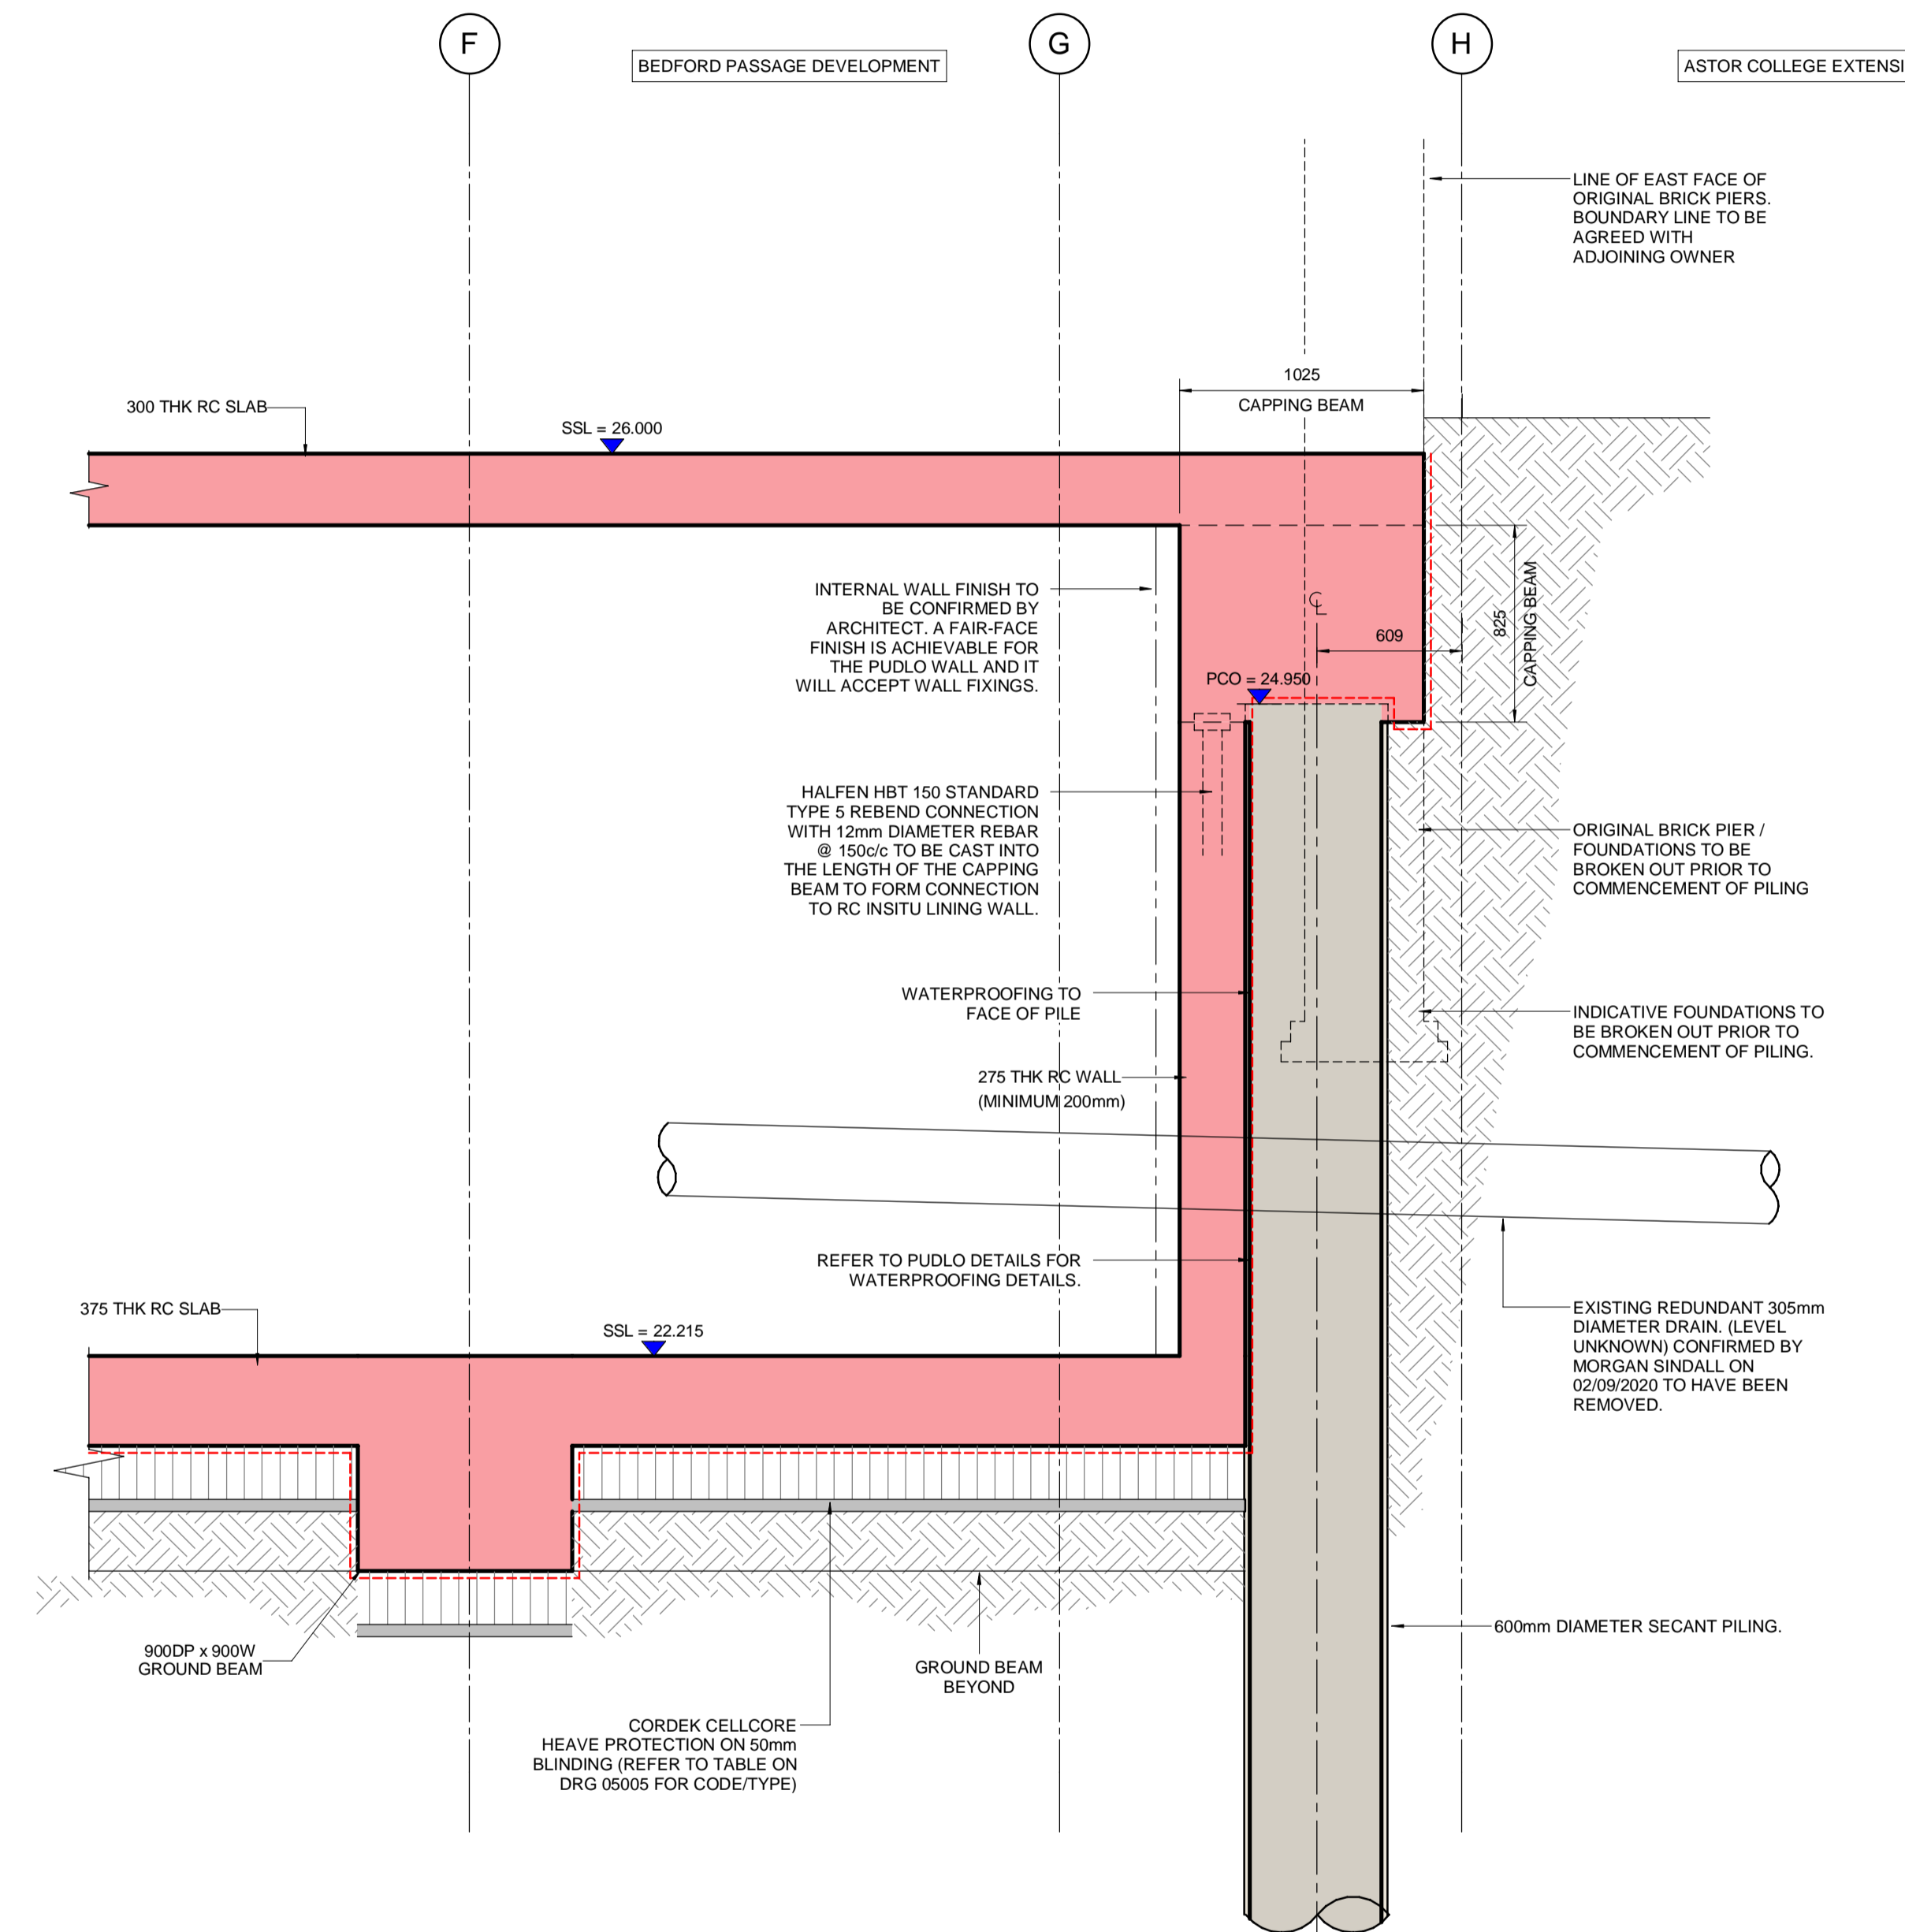 F
G
H
BEDFORD PASSAGE DEVELOPMENT
ASTOR COLLEGE EXTENSI
LINE OF EAST FACE OF
ORIGINAL BRICK PIERS.
BOUNDARY LINE TO BE
AGREED WITH
ADJOINING OWNER
1025
CAPPING BEAM
300 THK RC SLAB
SSL = 26.000
INTERNAL WALL FINISH TO
BE CONFIRMED BY
ARCHITECT. A FAIR-FACE
FINISH IS ACHIEVABLE FOR
THE PUDLO WALL AND IT
WILL ACCEPT WALL FIXINGS.
CL
609
825
CAPPING BEAM
PCO = 24.950
HALFEN HBT 150 STANDARD
TYPE 5 REBEND CONNECTION
WITH 12mm DIAMETER REBAR
@ 150c/c TO BE CAST INTO
THE LENGTH OF THE CAPPING
BEAM TO FORM CONNECTION
TO RC INSITU LINING WALL.
ORIGINAL BRICK PIER /
FOUNDATIONS TO BE
BROKEN OUT PRIOR TO
COMMENCEMENT OF PILING
WATERPROOFING TO
FACE OF PILE
INDICATIVE FOUNDATIONS TO
BE BROKEN OUT PRIOR TO
COMMENCEMENT OF PILING.
275 THK RC WALL
(MINIMUM 200mm)
REFER TO PUDLO DETAILS FOR
WATERPROOFING DETAILS.
375 THK RC SLAB
SSL = 22.215
EXISTING REDUNDANT 305mm
DIAMETER DRAIN. (LEVEL
UNKNOWN) CONFIRMED BY
MORGAN SINDALL ON
02/09/2020 TO HAVE BEEN
REMOVED.
600mm DIAMETER SECANT PILING.
900DP x 900W
GROUND BEAM
GROUND BEAM
BEYOND
CORDEK CELLCORE
HEAVE PROTECTION ON 50mm
BLINDING (REFER TO TABLE ON
DRG 05005 FOR CODE/TYPE)